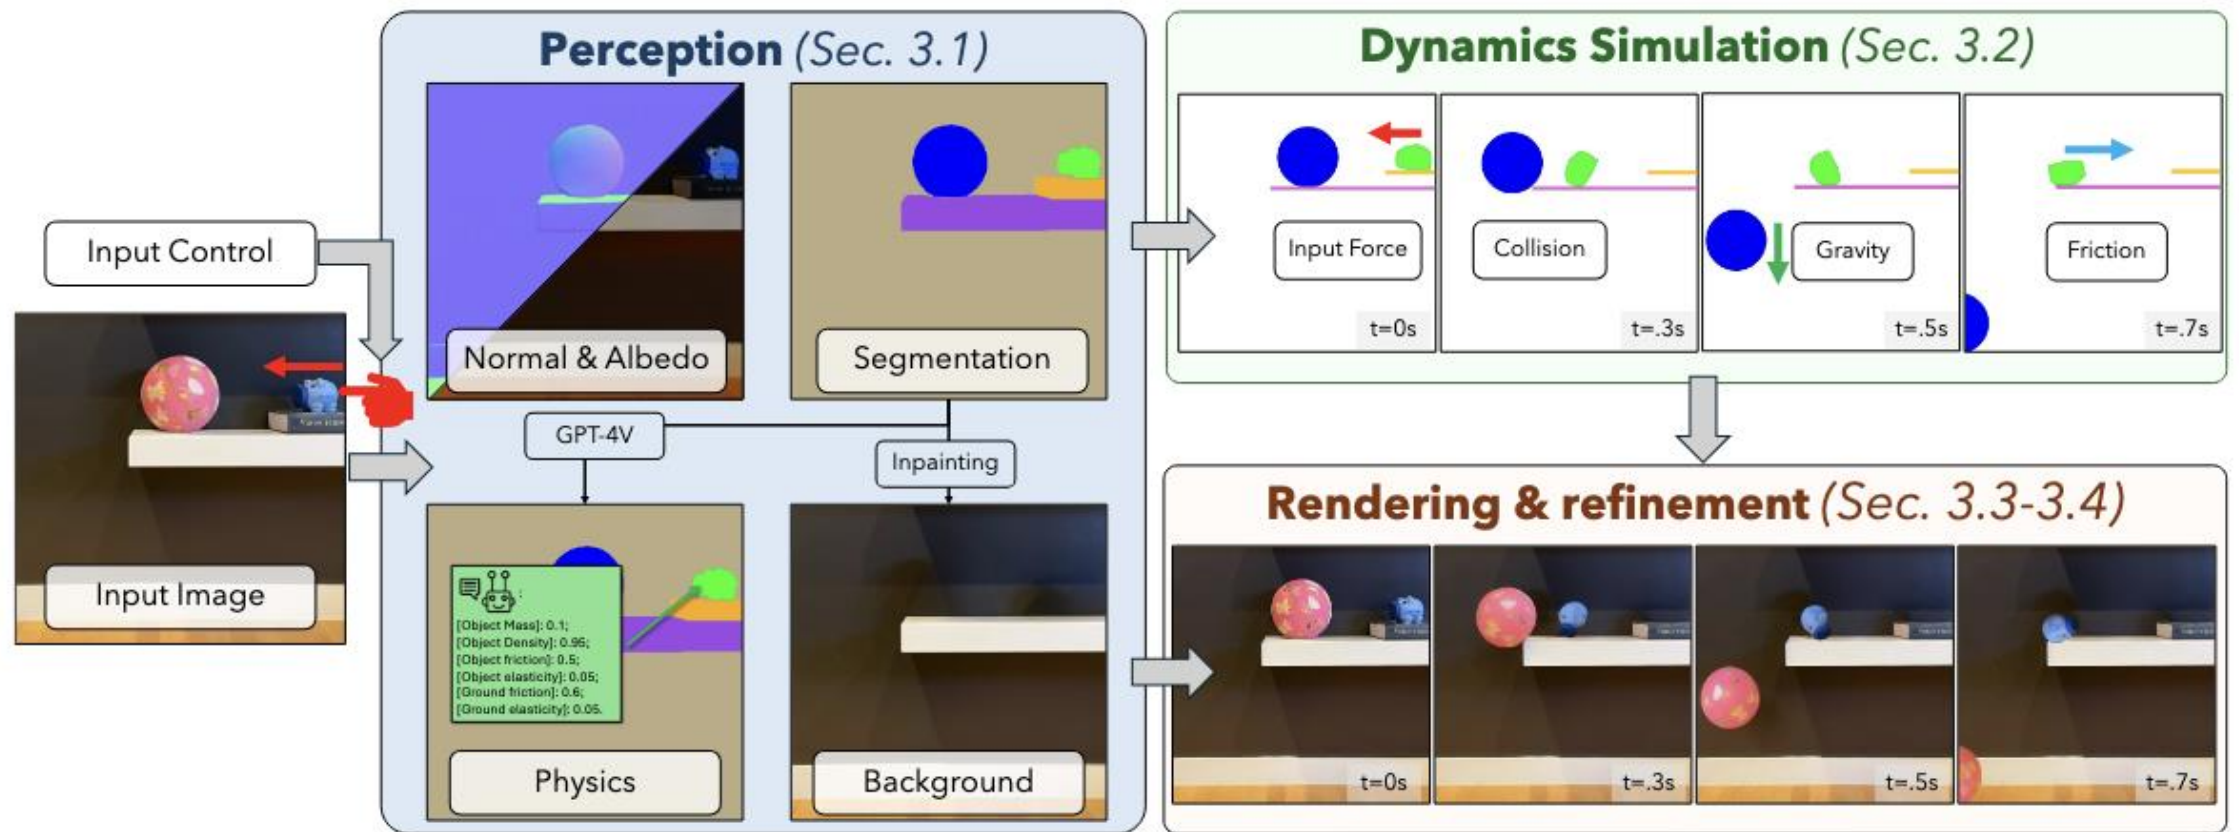 Perception (Sec. 3.1)
Normal & Albedo
Segmentation
GPT-4V
Inpainting
[Object Mass]: 0.1;
[Object Density]: 0.95;
[Object friction]: 0.5;
[Object elasticity]: 0.05;
[Ground friction]: 0.6;
[Ground elasticity]: 0.05.
Physics
Background
Input Control
Input Image
Dynamics Simulation (Sec. 3.2)
Input Force
t=0s
Collision
t=.3s
Gravity
t=.5s
Friction
t=.7s
Rendering & refinement (Sec. 3.3-3.4)
t=0s
t=.3s
t=.5s
t=.7s